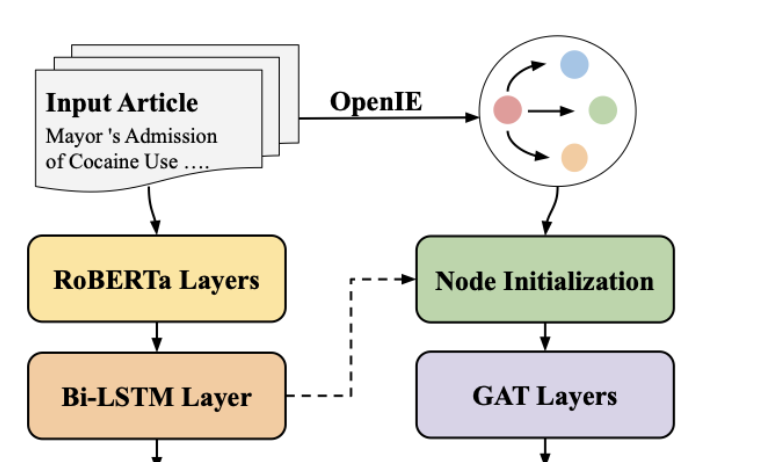 Input Article
Mayor 's Admission
of Cocaine Use ….
OpenIE
RoBERTa Layers
Node Initialization
Bi-LSTM Layer
GAT Layers